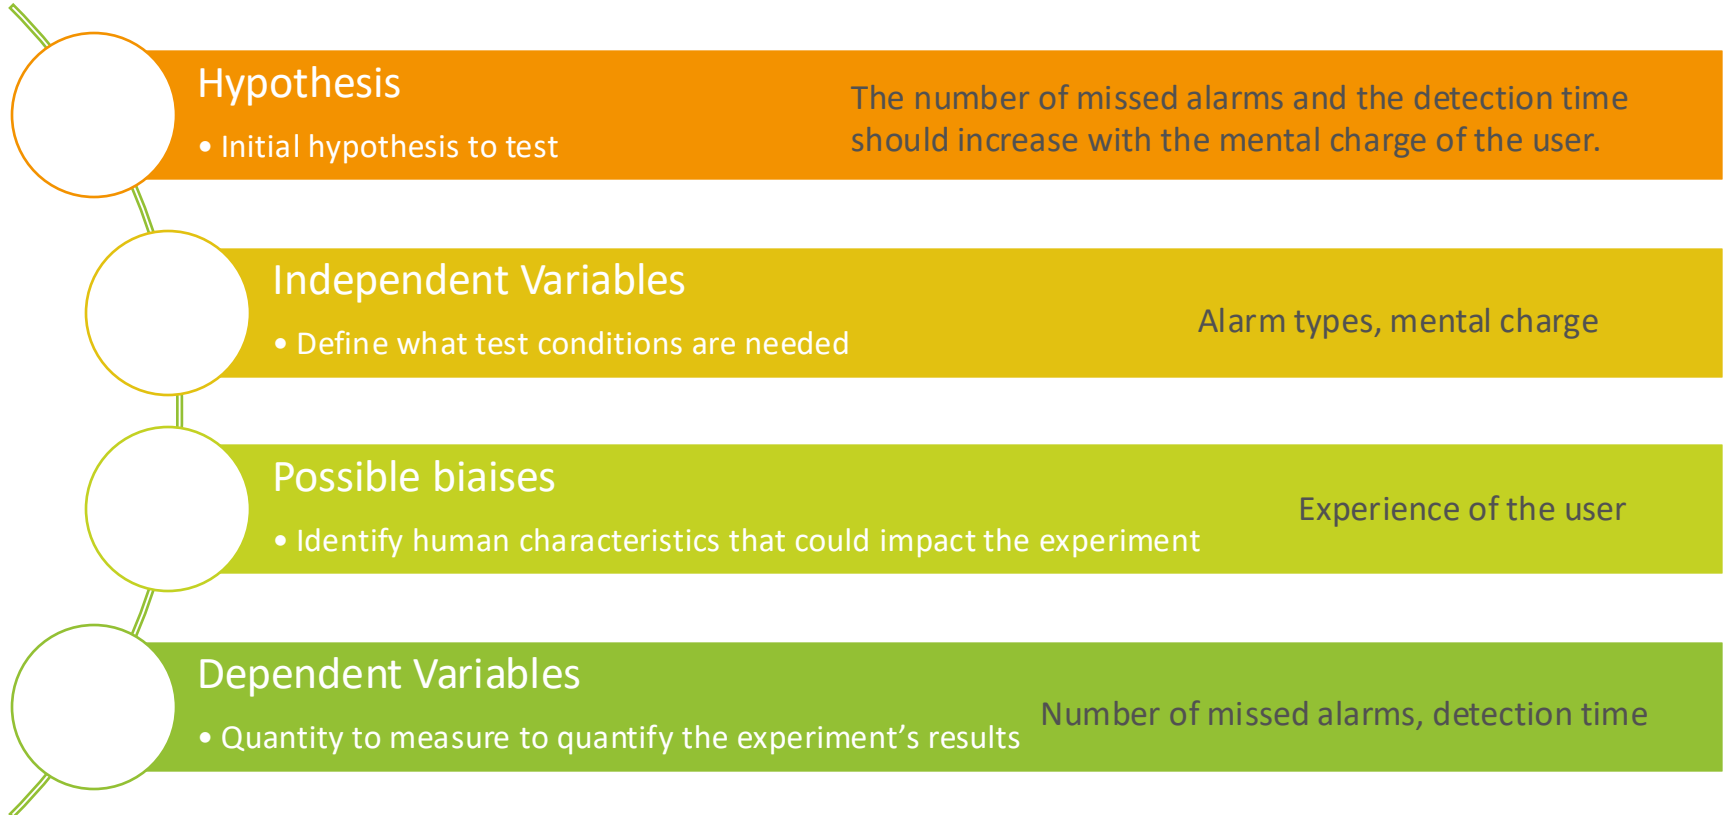 Hypothesis
• Initial hypothesis to test
The number of missed alarms and the detection time
should increase with the mental charge of the user.
Independent Variables
• Define what test conditions are needed
Alarm types, mental charge
Possible biaises
• Identify human characteristics that could impact the experiment
Experience of the user
Dependent Variables
• Quantity to measure to quantify the experiment’s results
Number of missed alarms, detection time